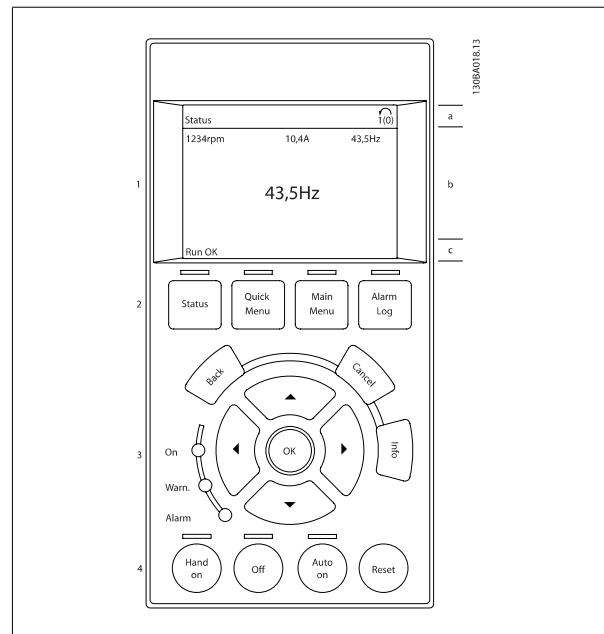 130BA018.13
Status
1(0)
a
1234rpm 10,4A 43,5Hz
1
b
43,5Hz
Run OK
c
2
Status
Quick
Menu
Main
Menu
Alarm
Log
Back
Cancel
Info
OK
3
On
Warn.
Alarm
4
Hand
on
Off
Auto
on
Reset